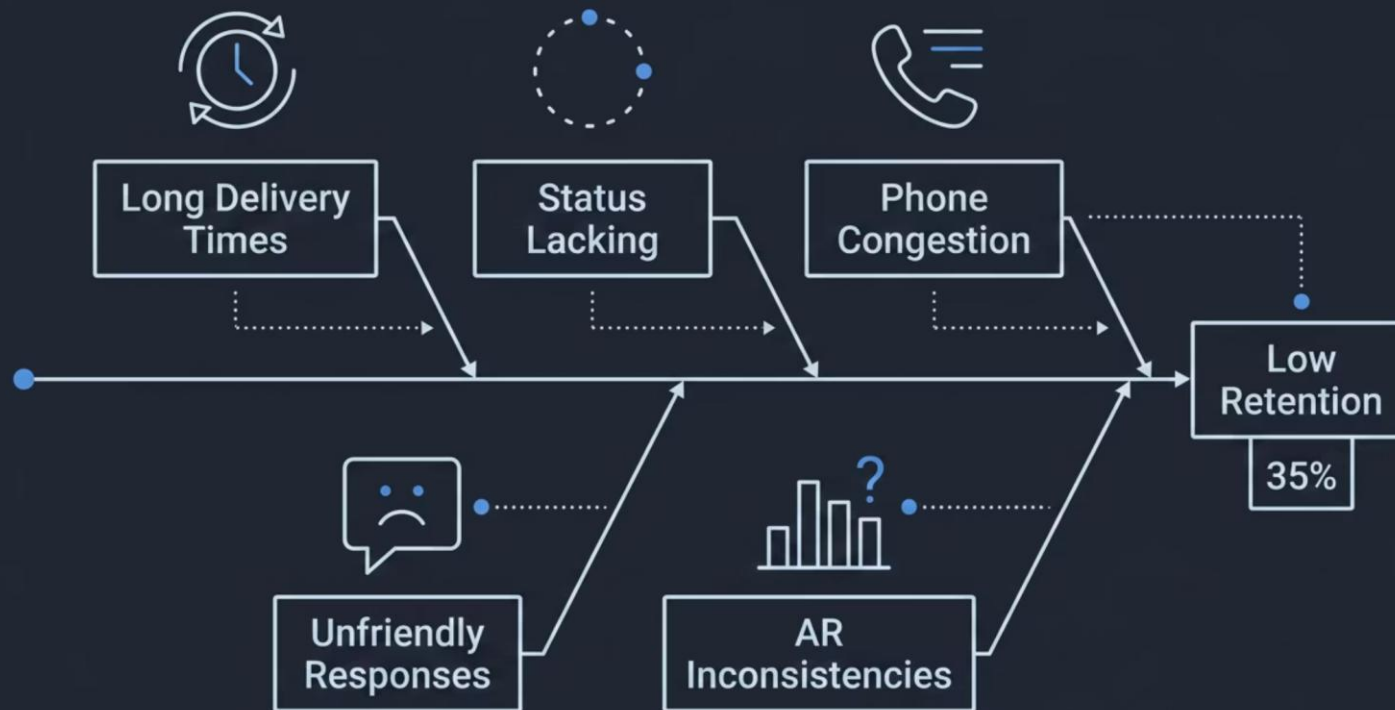 Long Delivery
Times
Status
Lacking
Phone
Congestion
Low
Retention
35%
?
Unfriendly
Responses
AR
Inconsistencies